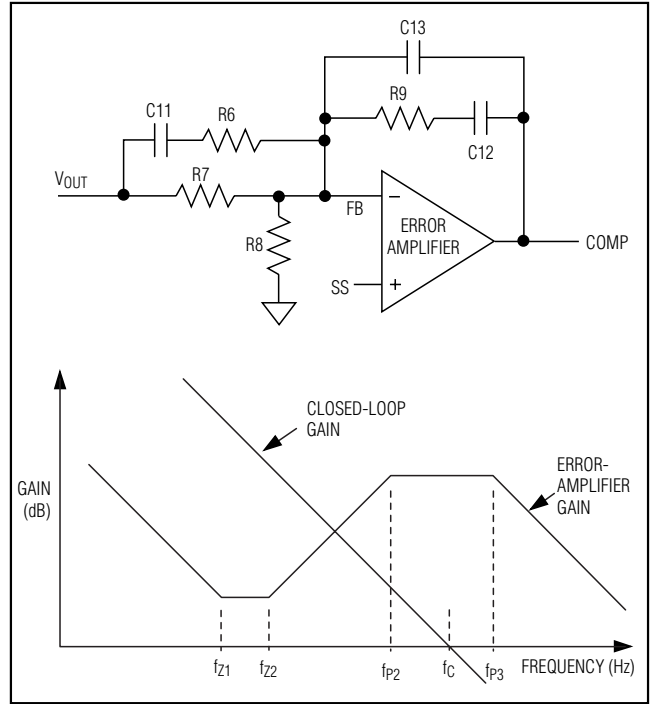 C13
R9
C12
C11
R6
VOUT
R7
FB
R8
ERROR
AMPLIFIER
COMP
SS
−
+
CLOSED-LOOP
GAIN
ERROR-
AMPLIFIER
GAIN
GAIN
(dB)
fZ1
fZ2
fP2
fC
fP3
FREQUENCY (Hz)